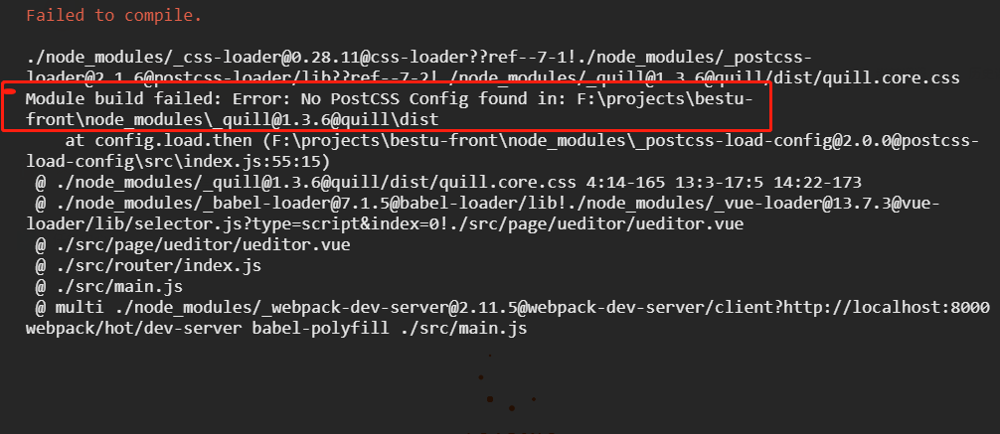 Failed to compile.
./node_modules/_css-loader@0.28.11@css-loader??ref--7-1!./node_modules/_postcss-
loader@2.1.6@postcss-loader/lib??ref--7-2!./node_modules/_quill@1.3.6@quill/dist/quill.core.css
Module build failed: Error: No PostCSS Config found in: F:\projects\bestu-
front\node_modules\_quill@1.3.6@quill\dist
at config.load.then (F:\projects\bestu-front\node_modules\_postcss-load-config@2.0.0@postcss-
load-config\src\index.js:55:15)
@ ./node_modules/_quill@1.3.6@quill/dist/quill.core.css 4:14-165 13:3-17:5 14:22-173
@ ./node_modules/_babel-loader@7.1.5@babel-loader/lib!./node_modules/_vue-loader@13.7.3@vue-
loader/lib/selector.js?type=script&index=0!./src/page/ueditor/ueditor.vue
@ ./src/page/ueditor/ueditor.vue
@ ./src/router/index.js
@ ./src/main.js
@ multi ./node_modules/_webpack-dev-server@2.11.5@webpack-dev-server/client?http://localhost:8000
webpack/hot/dev-server babel-polyfill ./src/main.js